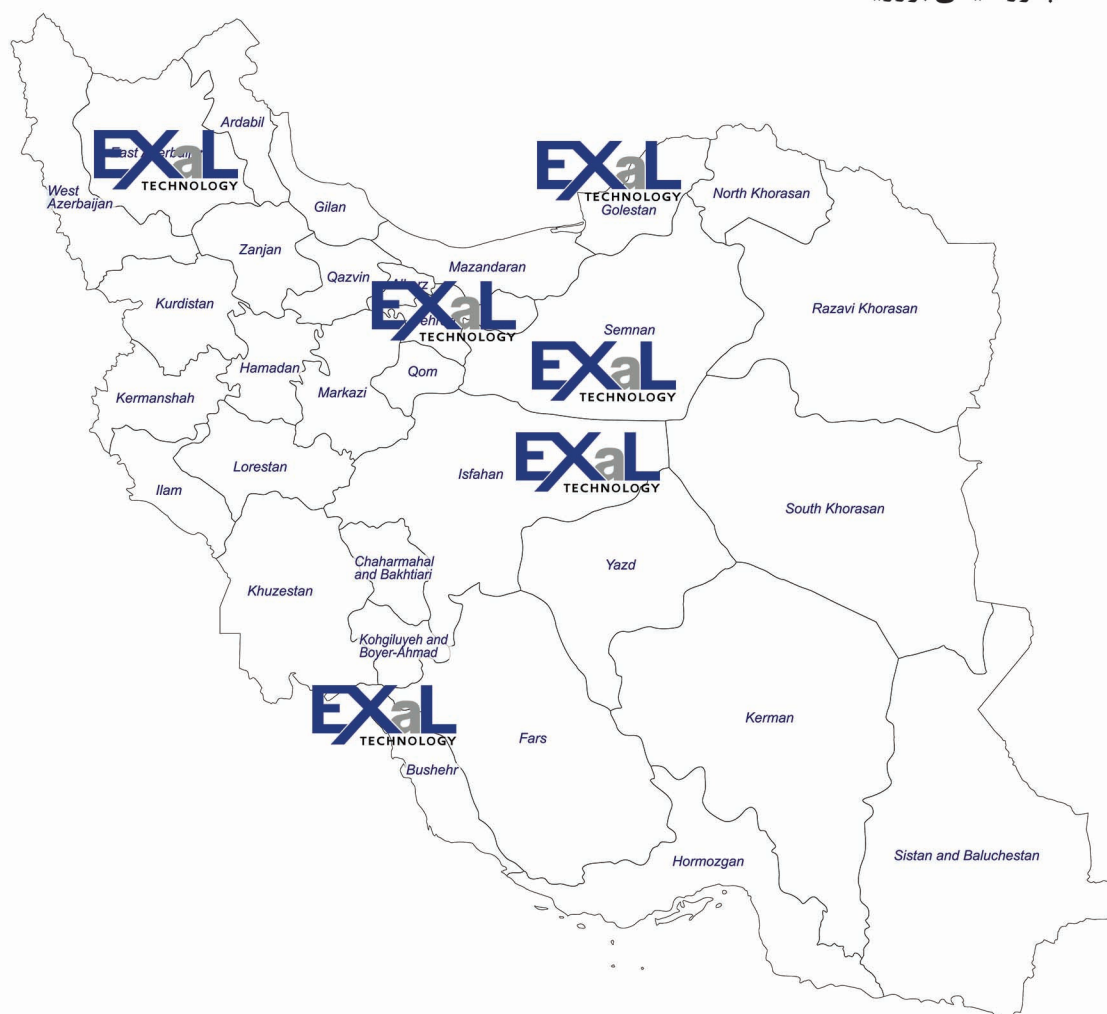 Ardabil
EXaL
TECHNOLOGY
West
Azerbaijan
Gilan
EXaL
TECHNOLOGY
Golestan
North Khorasan
Zanjan
Qazvin
Mazandaran
Kurdistan
EXaL
TECHNOLOGY
Razavi Khorasan
Semnan
EXaL
TECHNOLOGY
Hamadan
Qom
Markazi
Kermanshah
Lorestan
Isfahan
EXaL
TECHNOLOGY
Ilam
South Khorasan
Chaharmahal
and Bakhtiari
Yazd
Khuzestan
Kohgiluyeh and
Boyer-Ahmad
EXaL
TECHNOLOGY
Fars
Kerman
Bushehr
Hormozgan
Sistan and Baluchestan